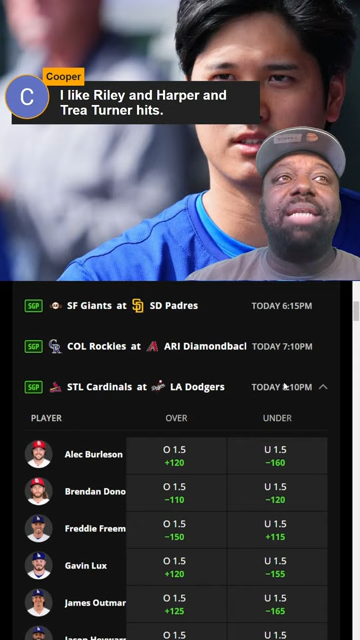 Cooper
C
I like Riley and Harper and
Trea Turner hits.
SGP SF Giants at SD Padres TODAY 6:15PM
SGP COL Rockies at ARI Diamondbacl TODAY 7:10PM
SGP STL Cardinals at LA Dodgers TODAY 7:10PM
PLAYER OVER UNDER
Alec Burleson O 1.5 +120 U 1.5 −160
Brendan Dono O 1.5 −110 U 1.5 −120
Freddie Freem O 1.5 −150 U 1.5 +115
Gavin Lux O 1.5 +120 U 1.5 −155
James Outmar O 1.5 +125 U 1.5 −165
Jason Heyward O 1.5 U 1.5